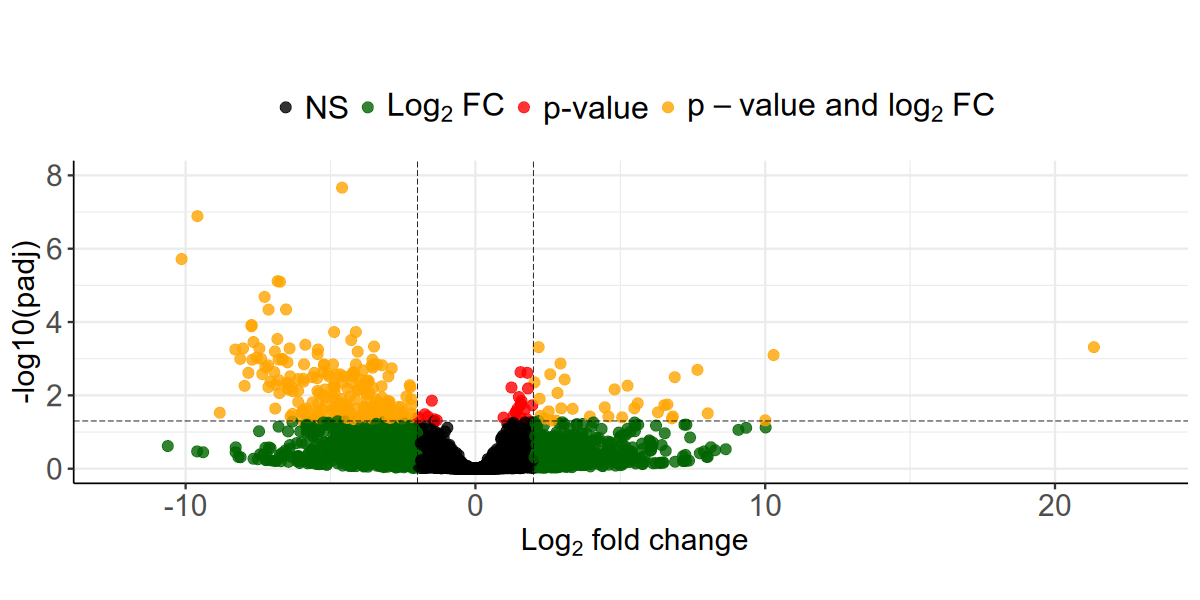 NS Log₂ FC p-value p – value and log₂ FC
8
6
4
2
0
-log10(padj)
-10 0 10 20
Log₂ fold change